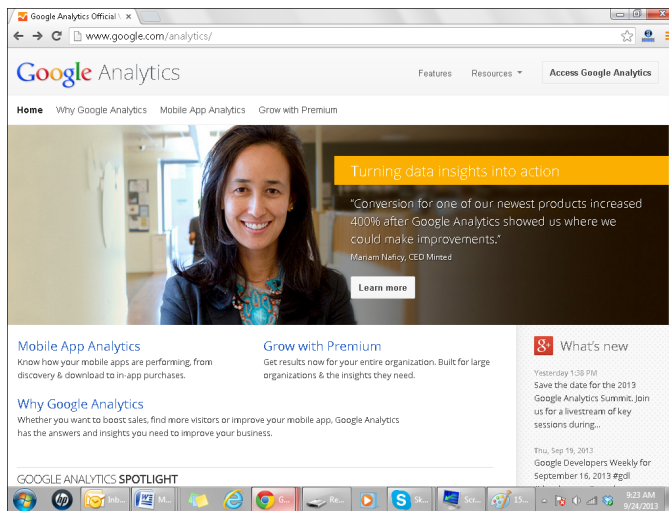 Google Analytics Official \
www.google.com/analytics/
Google Analytics
Features Resources Access Google Analytics
Home Why Google Analytics Mobile App Analytics Grow with Premium
Turning data insights into action
"Conversion for one of our newest products increased
400% after Google Analytics showed us where we
could make improvements."
Mariam Naficy, CEO Minted
Learn more
Mobile App Analytics
Know how your mobile apps are performing, from
discovery & download to in-app purchases.
Grow with Premium
Get results now for your entire organization. Built for large
organizations & the insights they need.
Why Google Analytics
Whether you want to boost sales, find more visitors or improve your mobile app, Google Analytics
has the answers and insights you need to improve your business.
GOOGLE ANALYTICS SPOTLIGHT
g+ What's new
Yesterday 1:38 PM
Save the date for the 2013
Google Analytics Summit. Join
us for a livestream of key
sessions during...
Thu, Sep 19, 2013
Google Developers Weekly for
September 16, 2013 #gdl
hp Inb... M... G... Re... Sk... Scr... 15...
9:23 AM
9/24/2013